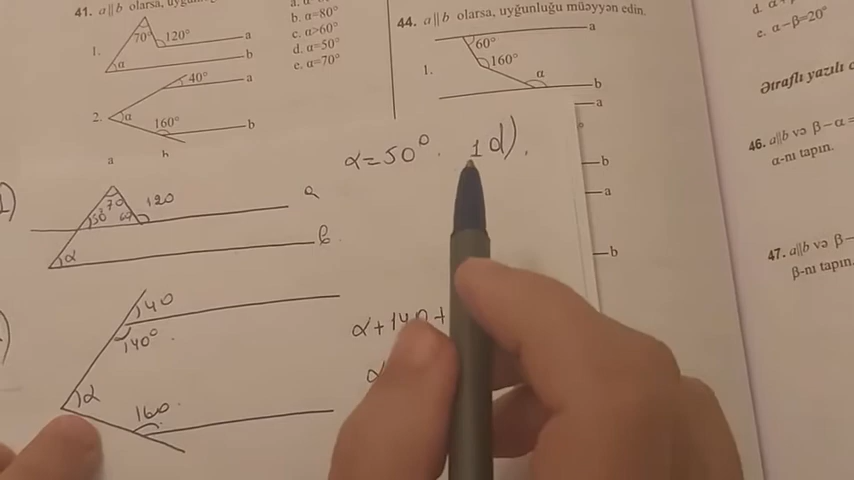 41. a || b olarsa,
1.
70°
120°
a
α
b
2.
40°
a
α
160°
b
b. α=80°
c. α>60°
d. α=50°
e. α=70°
44. a || b olarsa, uyğunluğu müəyyən edin.
a
60°
1.
160°
α
b
a
b
a
b
d.
e. α−β=20°
Ətraflı yazılı
46. a||b və β−α=
α-nı tapın.
47. a||b və β−
β-nı tapın.
a
α=50°. 1d).
70
120
50°
60
a
α
b
140
140°
α
160
α+140+
α